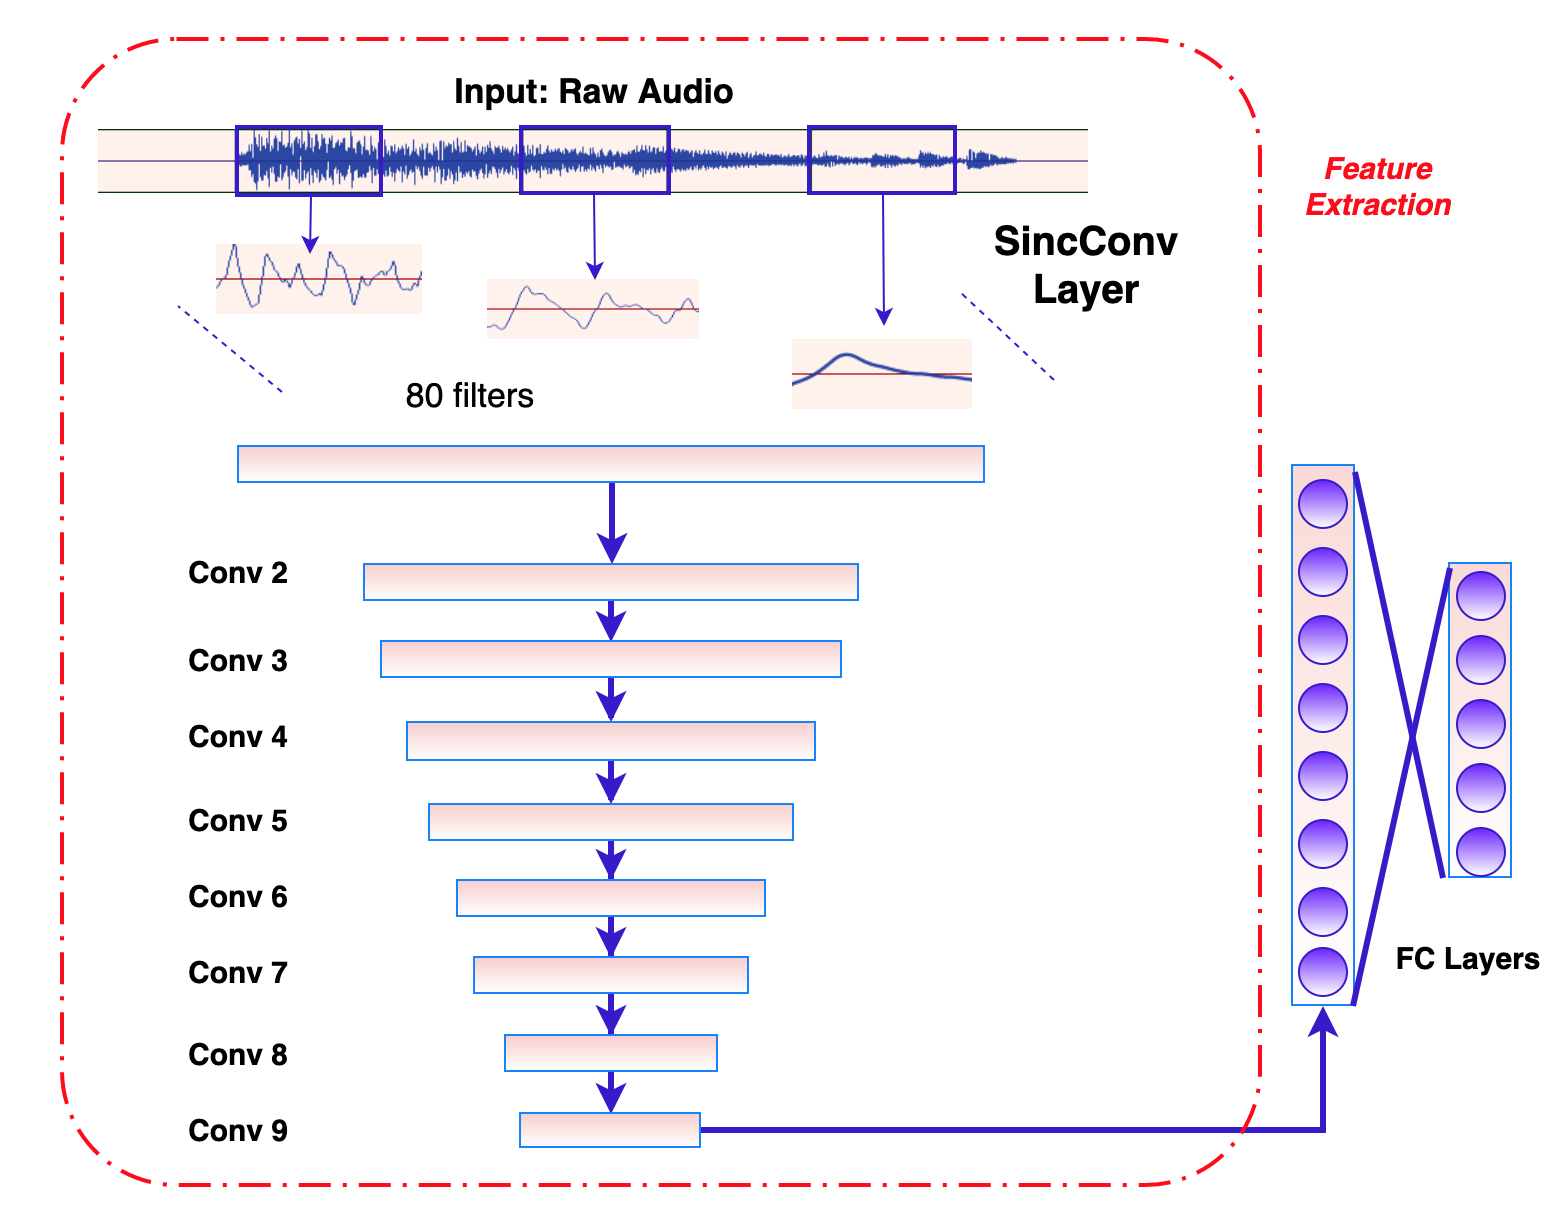 Input: Raw Audio
Feature
Extraction
SincConv
Layer
80 filters
Conv 2
Conv 3
Conv 4
Conv 5
Conv 6
Conv 7
Conv 8
Conv 9
FC Layers